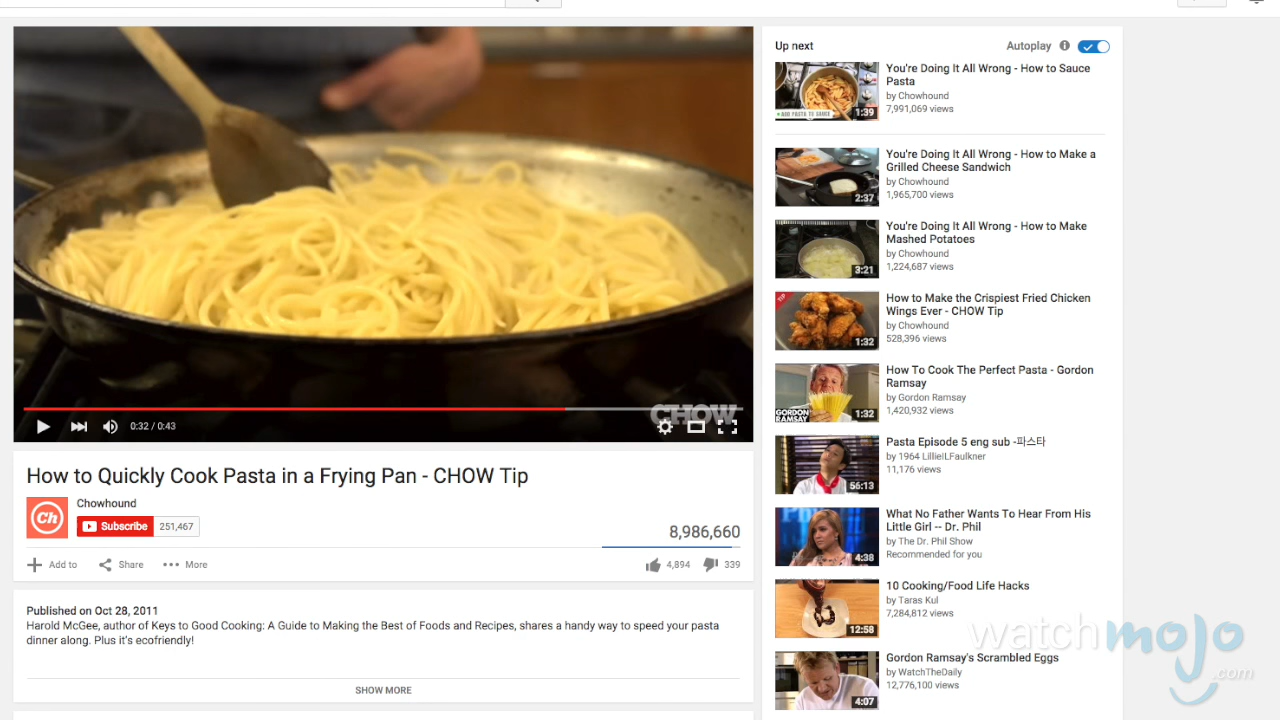 CHOW
0:32 / 0:43
How to Quickly Cook Pasta in a Frying Pan - CHOW Tip
Ch
Chowhound
Subscribe 251,467
8,986,660
Add to Share More 4,894 339
Published on Oct 28, 2011
Harold McGee, author of Keys to Good Cooking: A Guide to Making the Best of Foods and Recipes, shares a handy way to speed your pasta
dinner along. Plus it's eco-friendly!
SHOW MORE
Up next Autoplay
You're Doing It All Wrong - How to Sauce
Pasta
by Chowhound
7,991,069 views
ADD PASTA TO SAUCE
1:39
You're Doing It All Wrong - How to Make a
Grilled Cheese Sandwich
by Chowhound
1,965,700 views
2:37
You're Doing It All Wrong - How to Make
Mashed Potatoes
by Chowhound
1,224,687 views
3:21
TIP
How to Make the Crispiest Fried Chicken
Wings Ever - CHOW Tip
by Chowhound
528,396 views
1:32
How To Cook The Perfect Pasta - Gordon
Ramsay
by Gordon Ramsay
1,420,932 views
GORDON
RAMSAY
1:32
Pasta Episode 5 eng sub -파스타
by 1964 LillieILFaulkner
11,176 views
56:13
What No Father Wants To Hear From His
Little Girl -- Dr. Phil
by The Dr. Phil Show
Recommended for you
4:38
10 Cooking/Food Life Hacks
by Taras Kul
7,284,812 views
12:58
Gordon Ramsay's Scrambled Eggs
by WatchTheDaily
12,776,100 views
4:07
watchmojo
.com